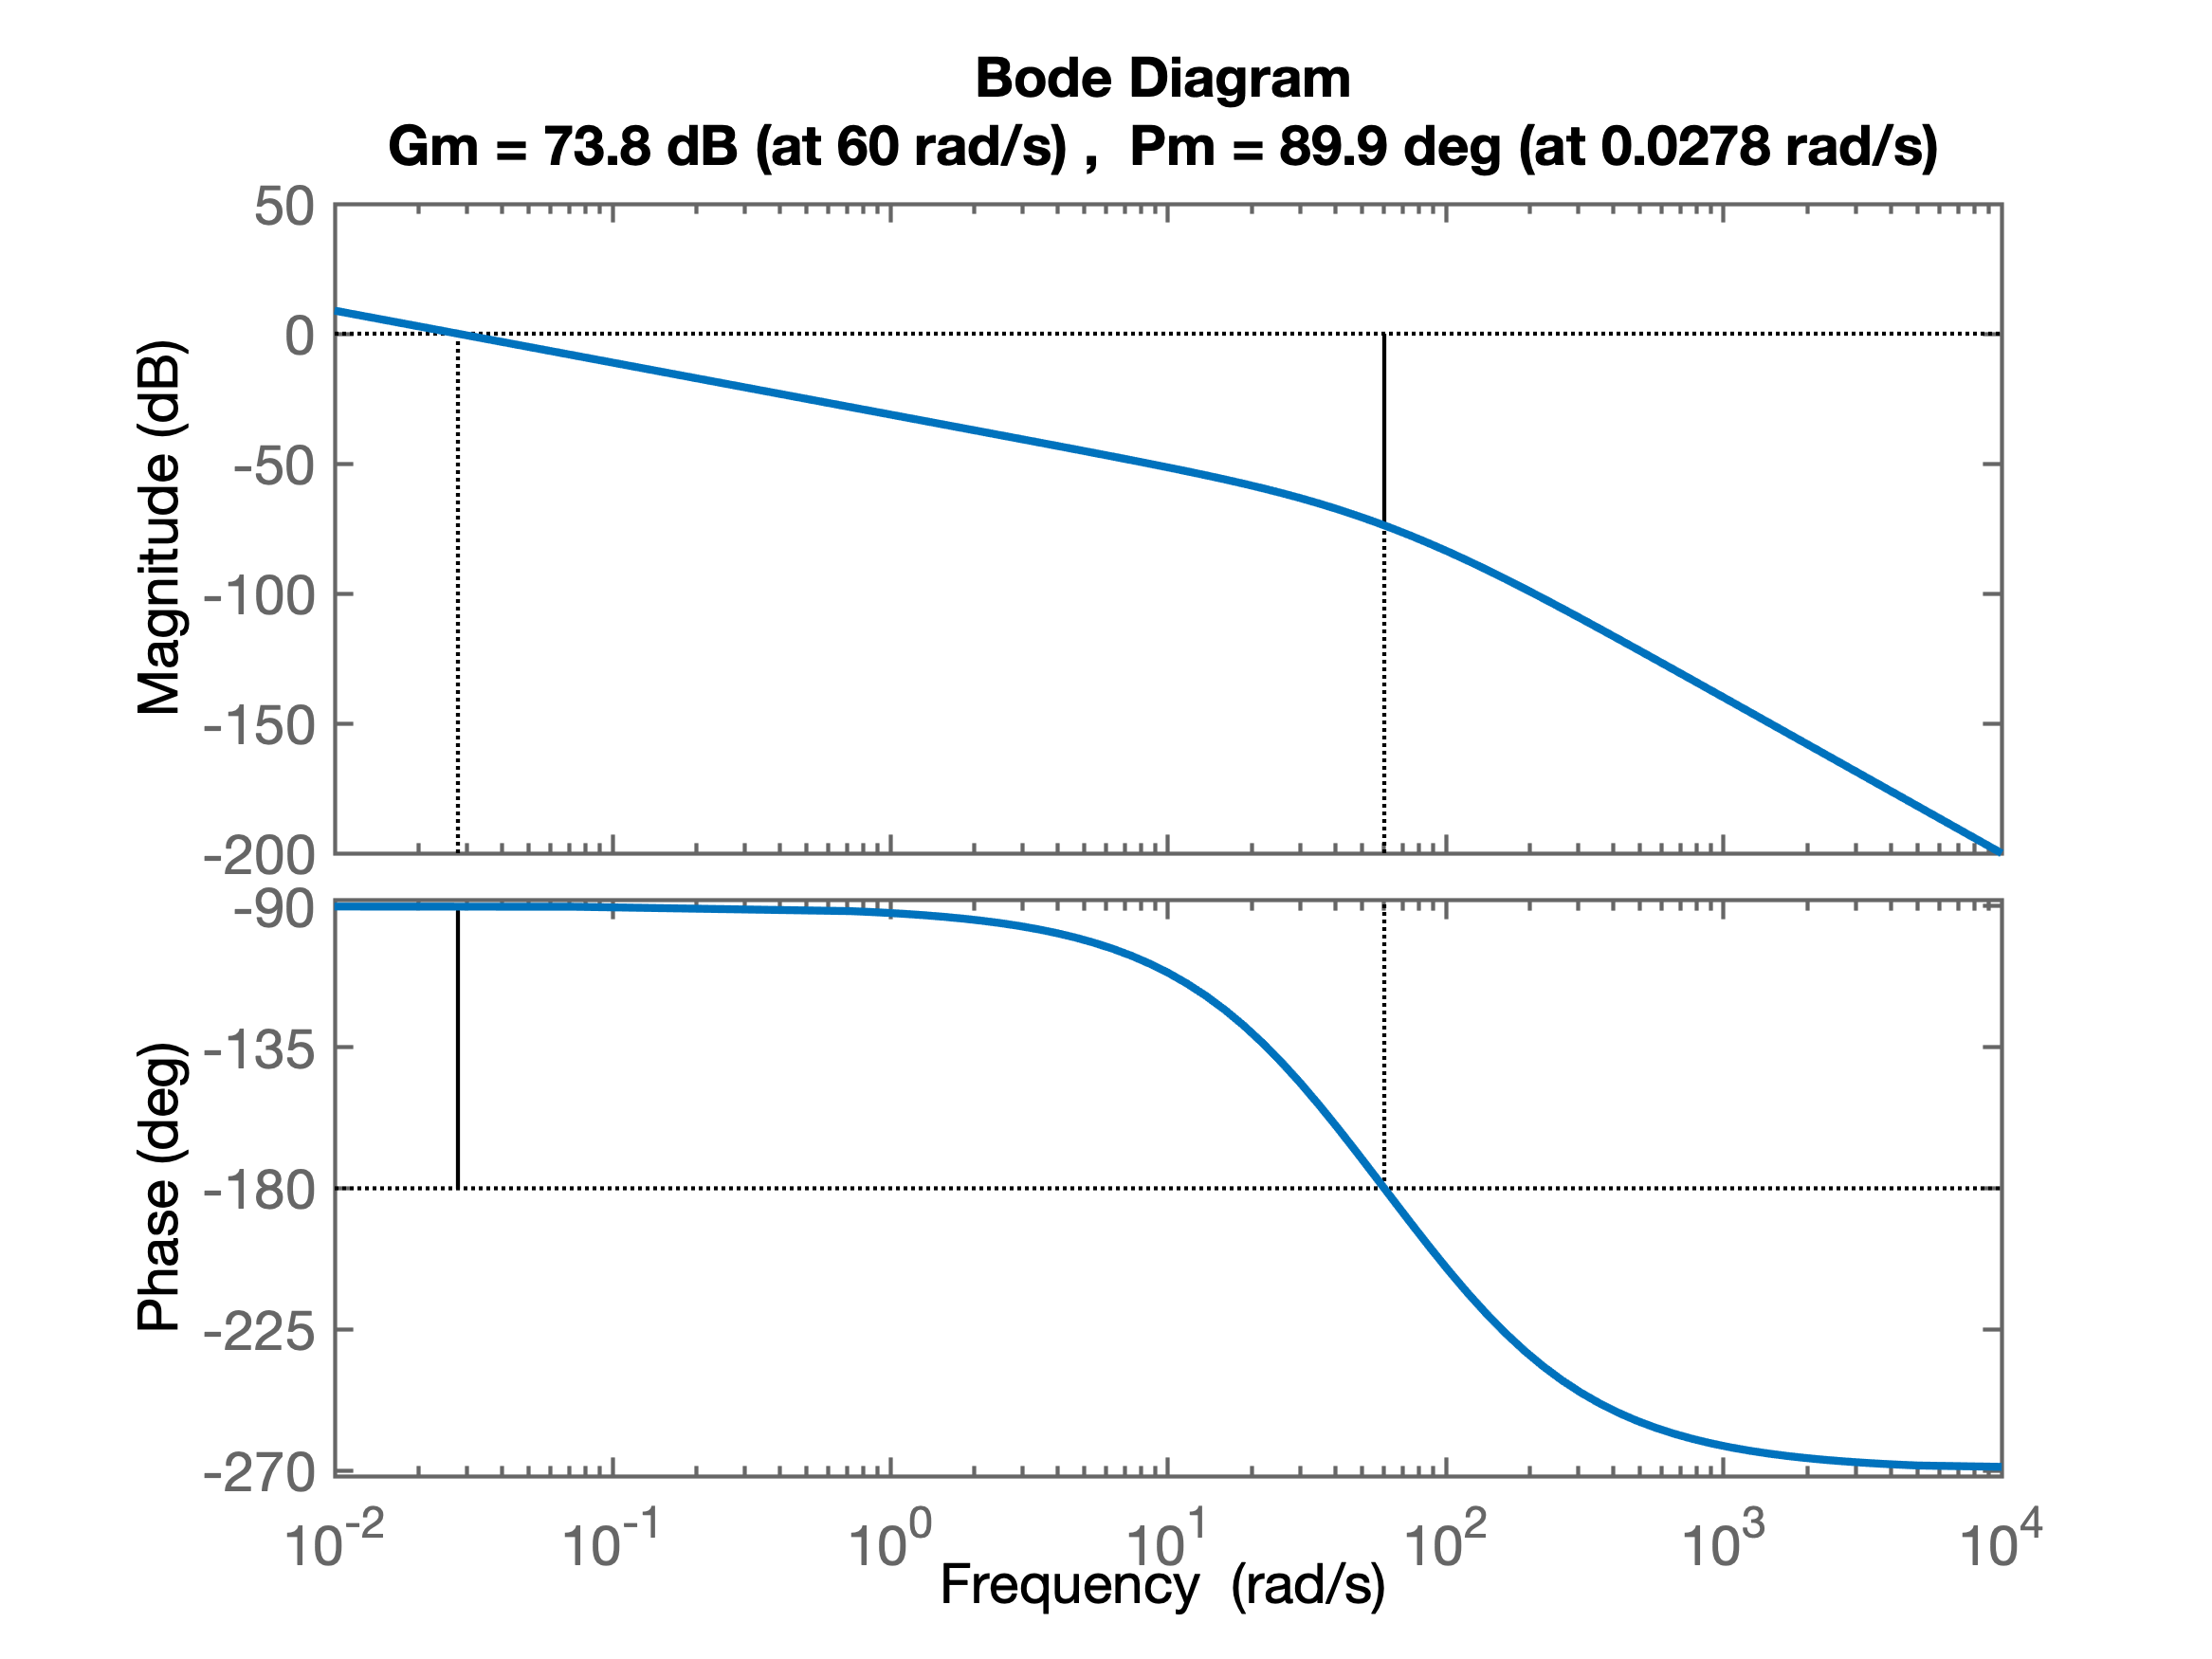 Bode Diagram
Gm = 73.8 dB (at 60 rad/s) ,  Pm = 89.9 deg (at 0.0278 rad/s)
50
0
-50
-100
-150
-200
Magnitude (dB)
-90
-135
-180
-225
-270
Phase (deg)
10^-2 10^-1 10^0 10^1 10^2 10^3 10^4
Frequency (rad/s)